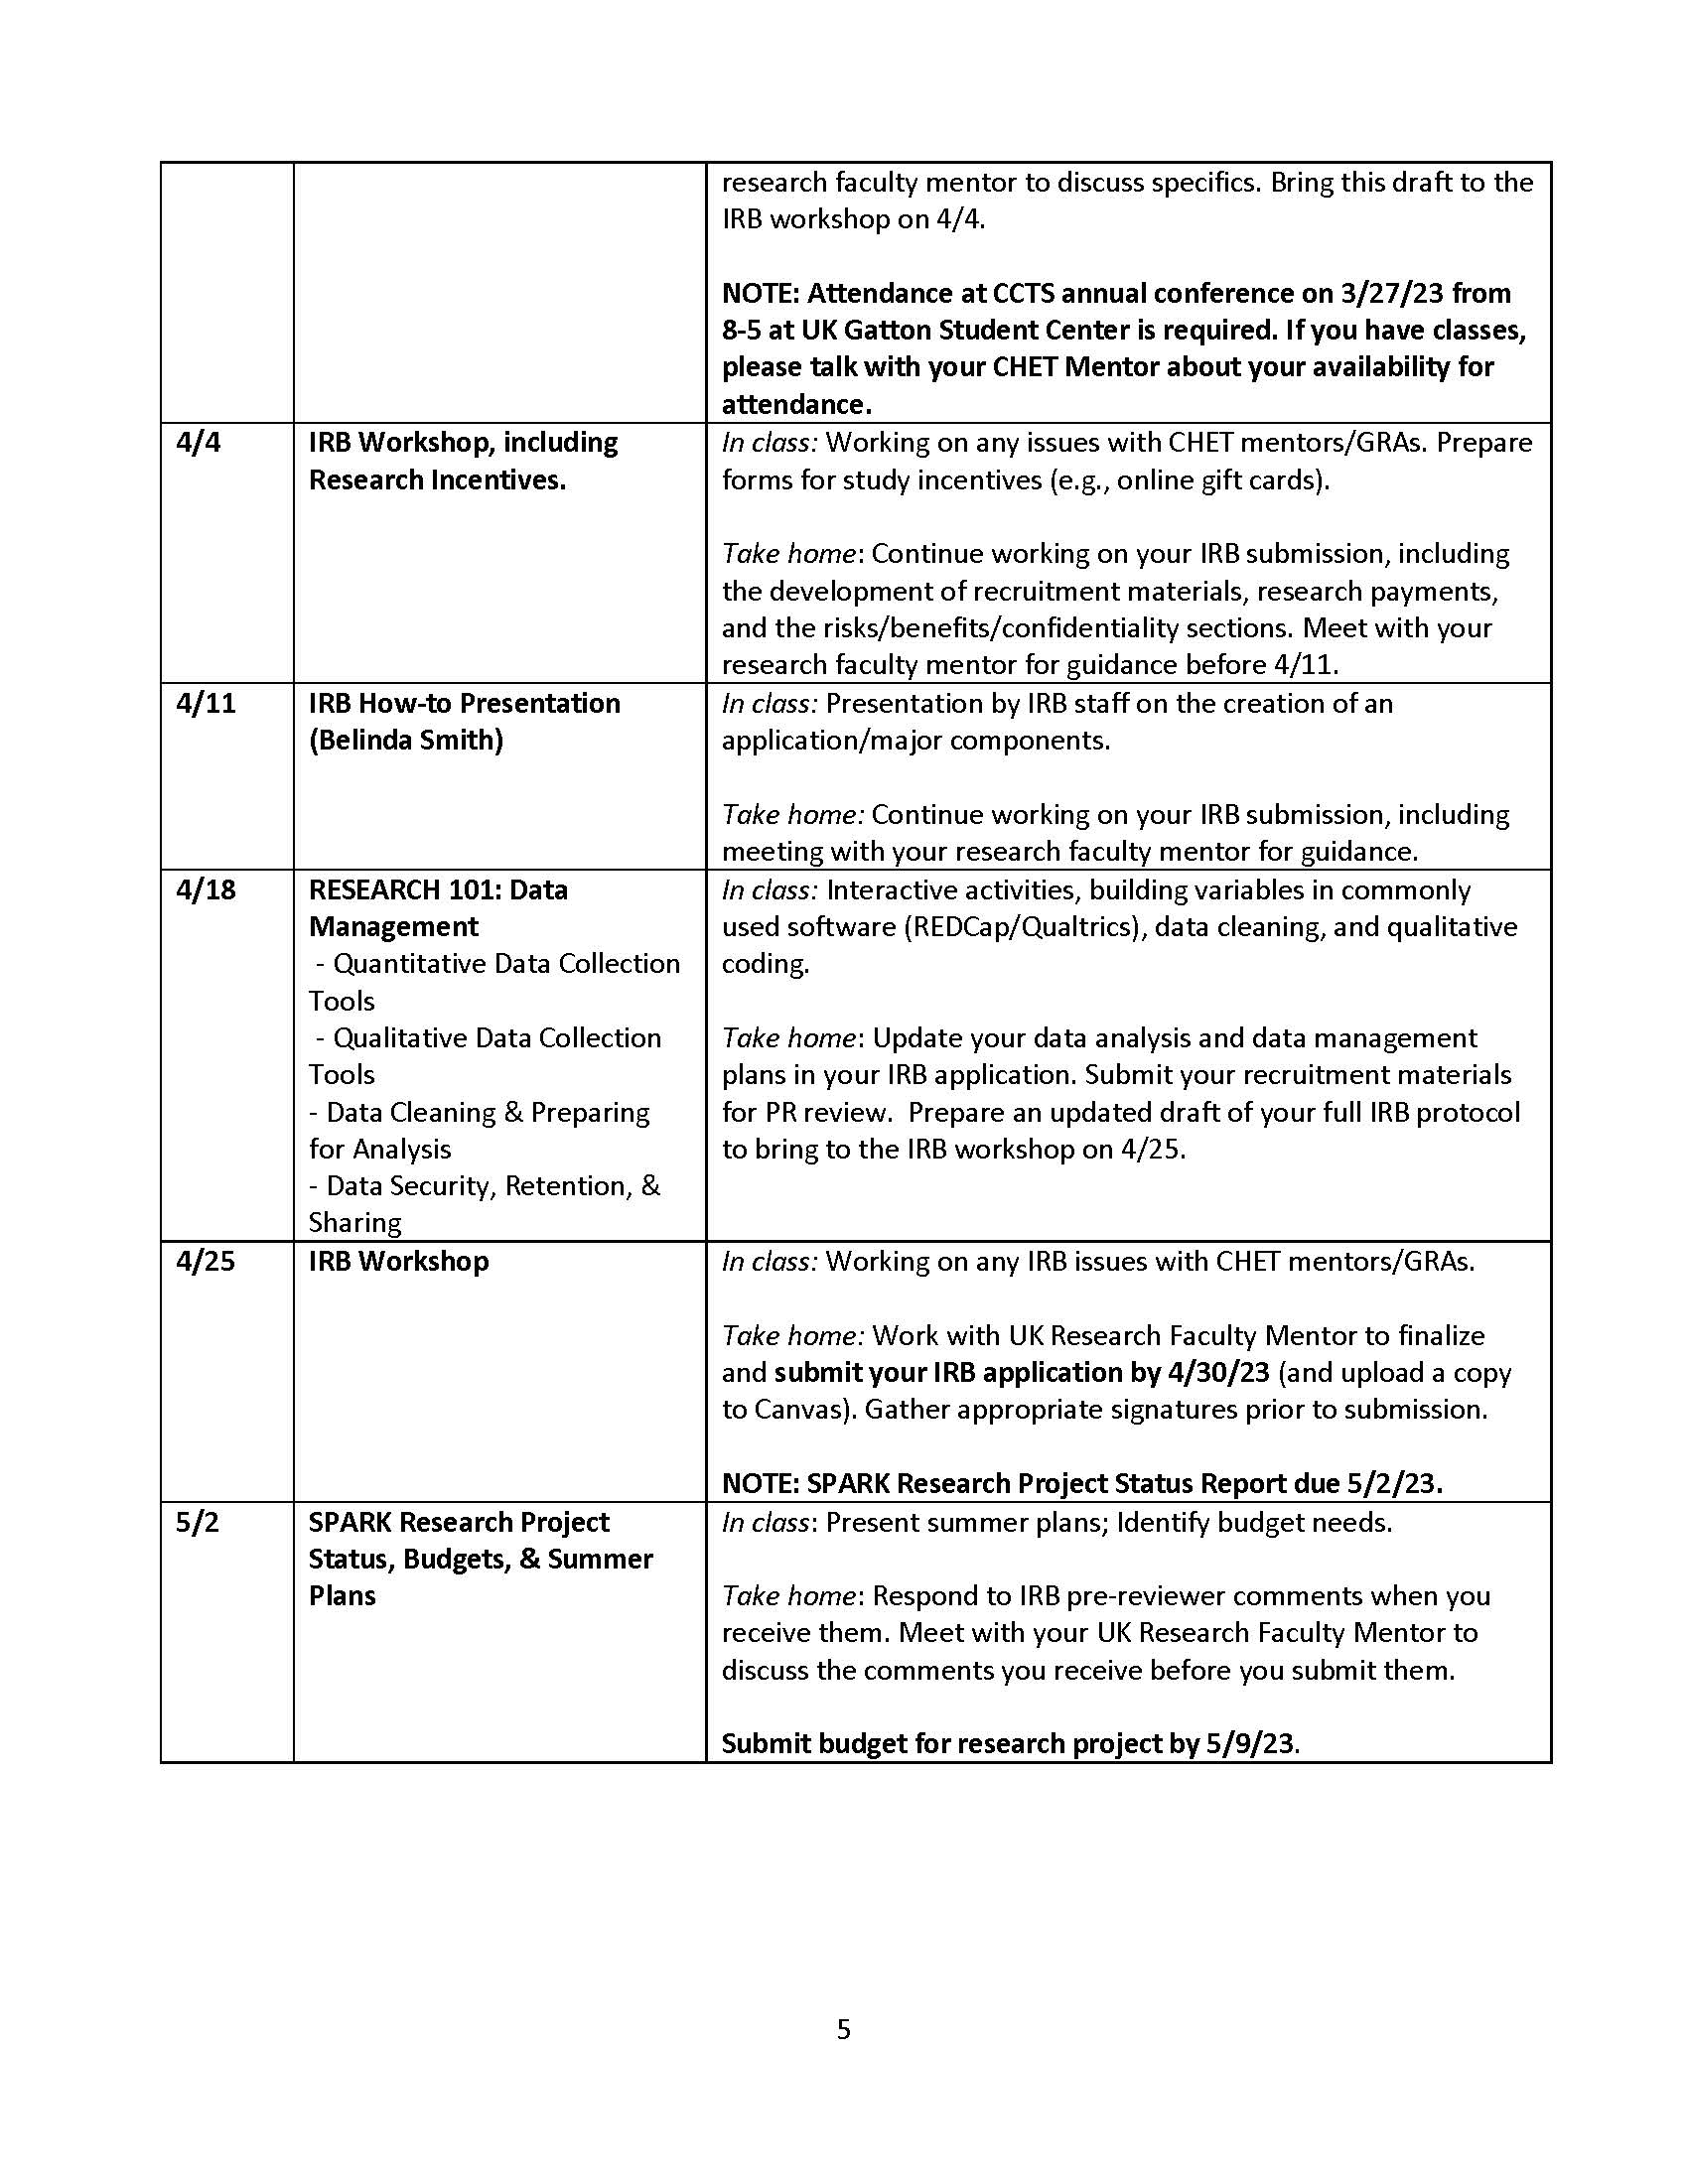 research faculty mentor to discuss specifics. Bring this draft to the
IRB workshop on 4/4.
NOTE: Attendance at CCTS annual conference on 3/27/23 from
8-5 at UK Gatton Student Center is required. If you have classes,
please talk with your CHET Mentor about your availability for
attendance.
4/4
IRB Workshop, including
Research Incentives.
In class: Working on any issues with CHET mentors/GRAs. Prepare
forms for study incentives (e.g., online gift cards).
Take home: Continue working on your IRB submission, including
the development of recruitment materials, research payments,
and the risks/benefits/confidentiality sections. Meet with your
research faculty mentor for guidance before 4/11.
4/11
IRB How-to Presentation
(Belinda Smith)
In class: Presentation by IRB staff on the creation of an
application/major components.
Take home: Continue working on your IRB submission, including
meeting with your research faculty mentor for guidance.
4/18
RESEARCH 101: Data
Management
- Quantitative Data Collection
Tools
- Qualitative Data Collection
Tools
- Data Cleaning & Preparing
for Analysis
- Data Security, Retention, &
Sharing
In class: Interactive activities, building variables in commonly
used software (REDCap/Qualtrics), data cleaning, and qualitative
coding.
Take home: Update your data analysis and data management
plans in your IRB application. Submit your recruitment materials
for PR review.  Prepare an updated draft of your full IRB protocol
to bring to the IRB workshop on 4/25.
4/25
IRB Workshop
In class: Working on any IRB issues with CHET mentors/GRAs.
Take home: Work with UK Research Faculty Mentor to finalize
and submit your IRB application by 4/30/23 (and upload a copy
to Canvas). Gather appropriate signatures prior to submission.
NOTE: SPARK Research Project Status Report due 5/2/23.
5/2
SPARK Research Project
Status, Budgets, & Summer
Plans
In class: Present summer plans; Identify budget needs.
Take home: Respond to IRB pre-reviewer comments when you
receive them. Meet with your UK Research Faculty Mentor to
discuss the comments you receive before you submit them.
Submit budget for research project by 5/9/23.
5